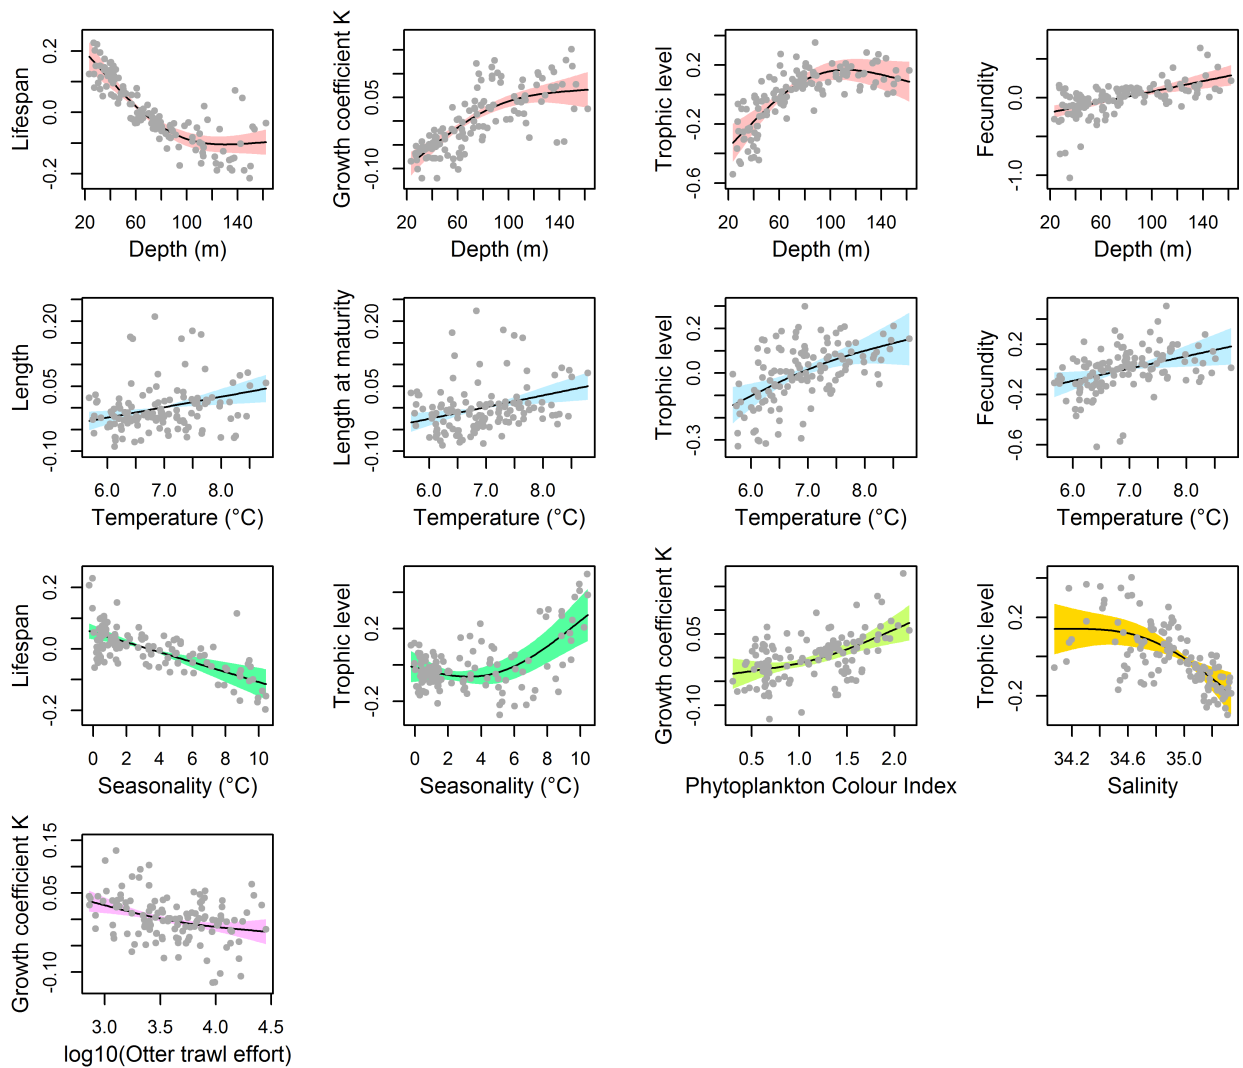 Lifespan
0.2
0.0
-0.2
20 60 100 140
Depth (m)
Growth coefficient K
0.05
-0.10
20 60 100 140
Depth (m)
Trophic level
0.2
-0.2
-0.6
20 60 100 140
Depth (m)
Fecundity
0.0
-1.0
20 60 100 140
Depth (m)
Length
0.20
0.05
-0.10
6.0 7.0 8.0
Temperature (°C)
Length at maturity
0.20
0.05
-0.10
6.0 7.0 8.0
Temperature (°C)
Trophic level
0.2
0.0
-0.3
6.0 7.0 8.0
Temperature (°C)
Fecundity
0.2
-0.2
-0.6
6.0 7.0 8.0
Temperature (°C)
Lifespan
0.2
0.0
-0.2
0 2 4 6 8 10
Seasonality (°C)
Trophic level
0.2
-0.2
0 2 4 6 8 10
Seasonality (°C)
Growth coefficient K
0.05
-0.10
0.5 1.0 1.5 2.0
Phytoplankton Colour Index
Trophic level
0.2
-0.2
34.2 34.6 35.0
Salinity
Growth coefficient K
0.15
0.05
-0.10
3.0 3.5 4.0 4.5
log10(Otter trawl effort)